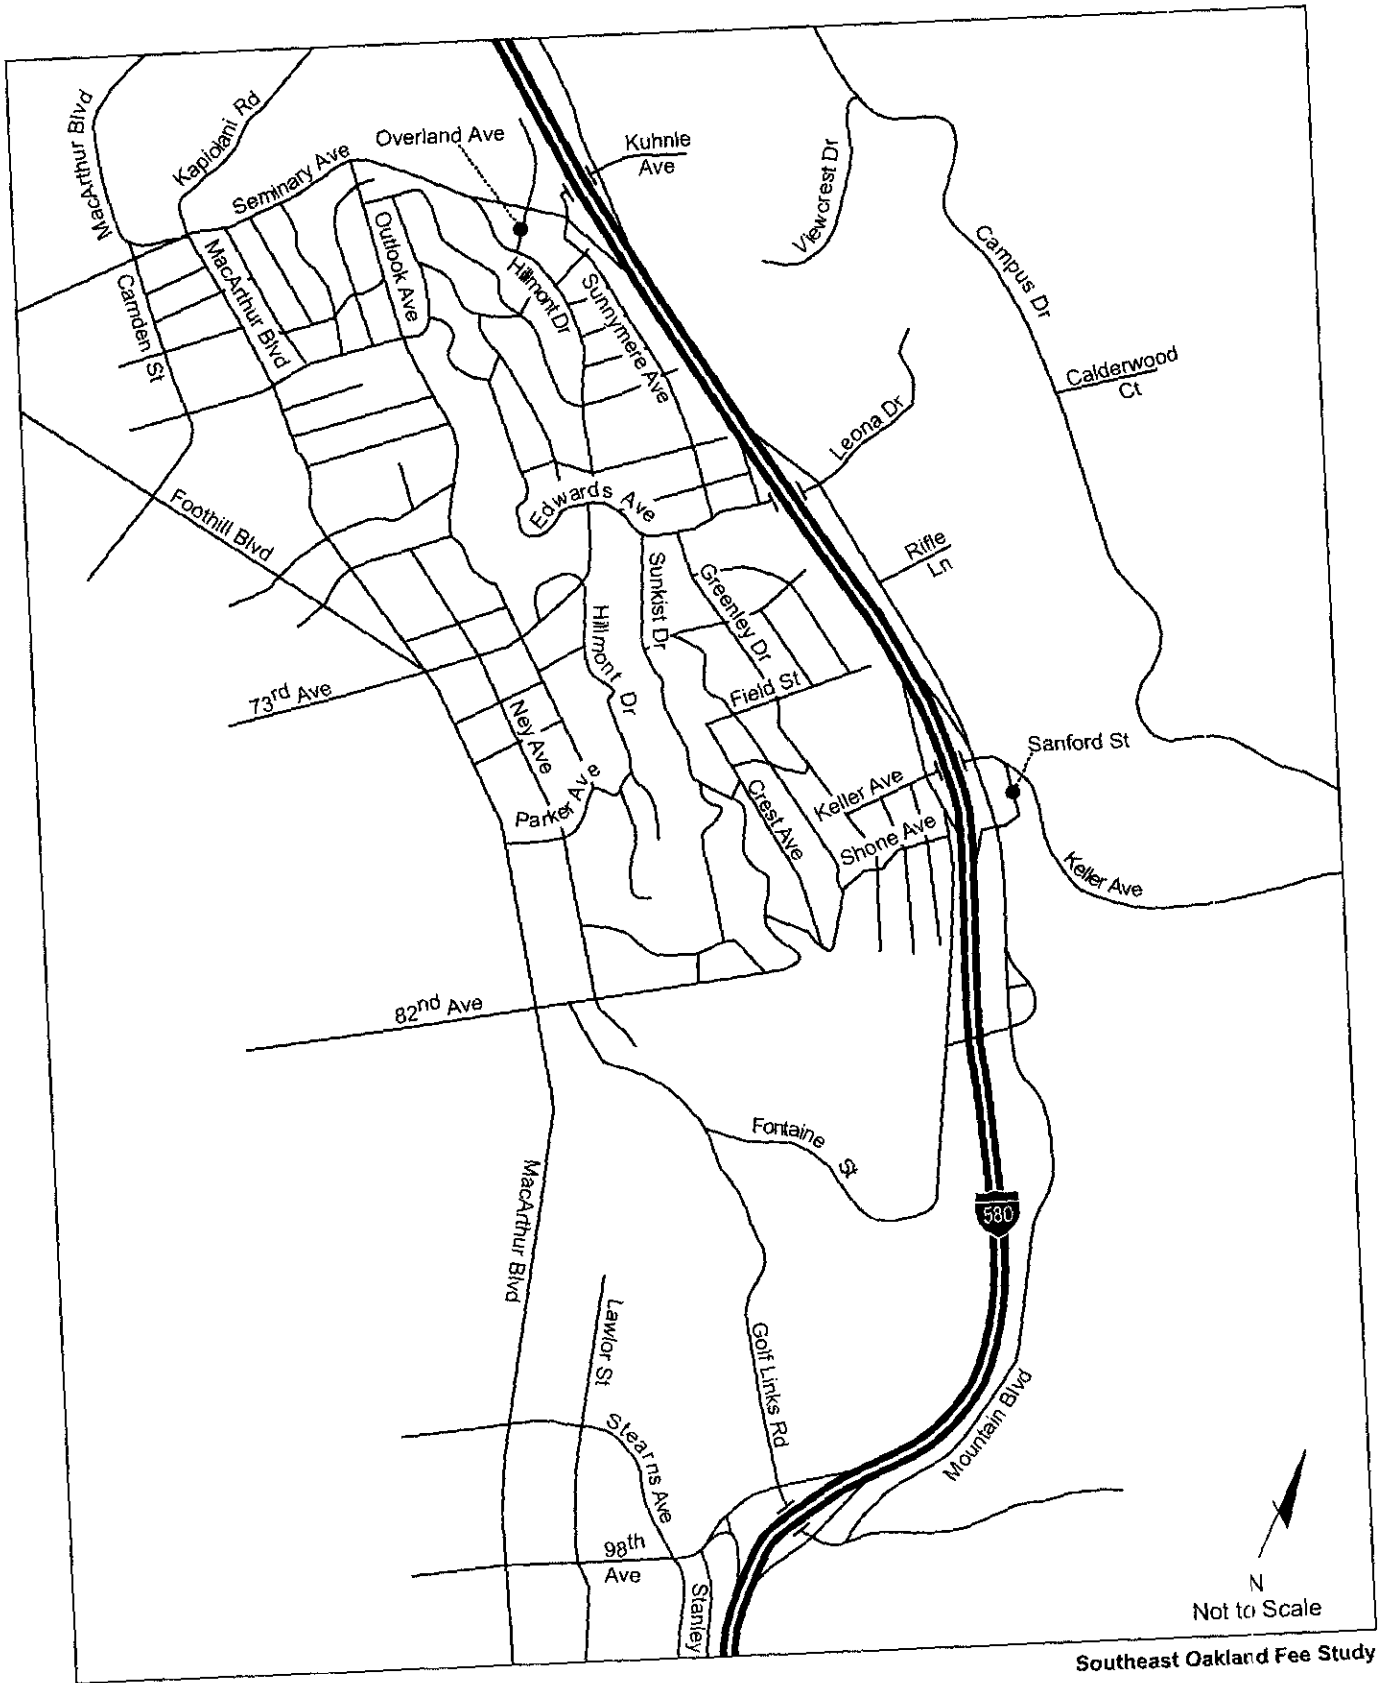 MacArthur Blvd
Kapiolani Rd
Overland Ave
Kuhnle
Ave
Seminary Ave
Viewcrest Dr
Campus Dr
Outlook Ave
MacArthur Blvd
Camden St
Hillmont Dr
Sunnymere Ave
Calderwood
Ct
Leona Dr
Foothill Blvd
Edwards Ave
Rifle
Ln
Sunkist Dr
Greenley Dr
Hillmont Dr
73rd Ave
Field St
Ney Ave
Sanford St
Parker Ave
Crest Ave
Keller Ave
Shone Ave
Keller Ave
82nd Ave
Fontaine
St
MacArthur Blvd
580
Lawlor St
Golf Links Rd
Mountain Blvd
Stearns Ave
98th
Ave
Stanley
N
Not to Scale
Southeast Oakland Fee Study